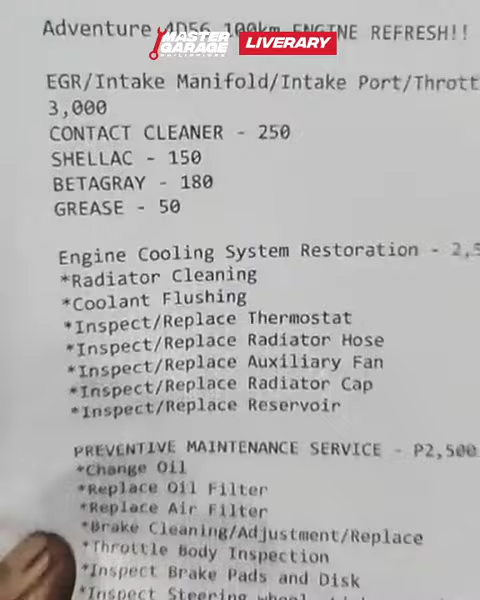 Adventure 4D56 100km ENGINE REFRESH!!
MASTER GARAGE PHILIPPINES LIVERARY
EGR/Intake Manifold/Intake Port/Thrott
3,000
CONTACT CLEANER - 250
SHELLAC - 150
BETAGRAY - 180
GREASE - 50
Engine Cooling System Restoration - 2,5
*Radiator Cleaning
*Coolant Flushing
*Inspect/Replace Thermostat
*Inspect/Replace Radiator Hose
*Inspect/Replace Auxiliary Fan
*Inspect/Replace Radiator Cap
*Inspect/Replace Reservoir
PREVENTIVE MAINTENANCE SERVICE - P2,500
*Change Oil
*Replace Oil Filter
*Replace Air Filter
*Brake Cleaning/Adjustment/Replace
*Throttle Body Inspection
*Inspect Brake Pads and Disk
*Inspect Steering wheel